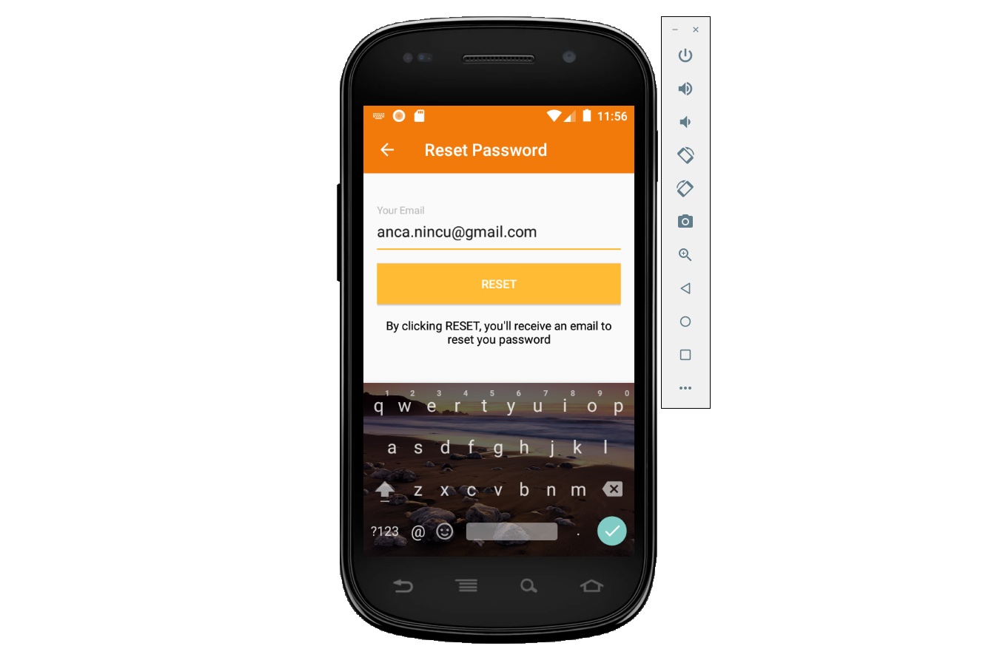 11:56
Reset Password
Your Email
anca.nincu@gmail.com
RESET
By clicking RESET, you'll receive an email to
reset you password
1 2 3 4 5 6 7 8 9 0
q w e r t y u i o p
a s d f g h j k l
z x c v b n m
?123 @ .